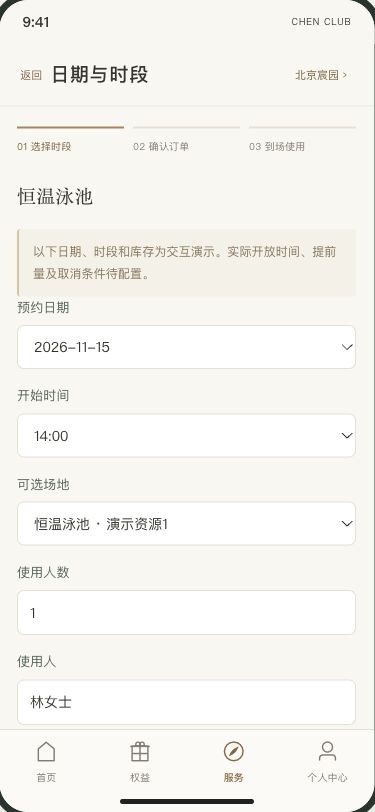 9:41
CHEN CLUB
返回 日期与时段
北京宸园 ›
01 选择时段
02 确认订单
03 到场使用
恒温泳池
以下日期、时段和库存为交互演示。实际开放时间、提前
量及取消条件待配置。
预约日期
2026-11-15
开始时间
14:00
可选场地
恒温泳池 · 演示资源1
使用人数
1
使用人
林女士
首页
权益
服务
个人中心